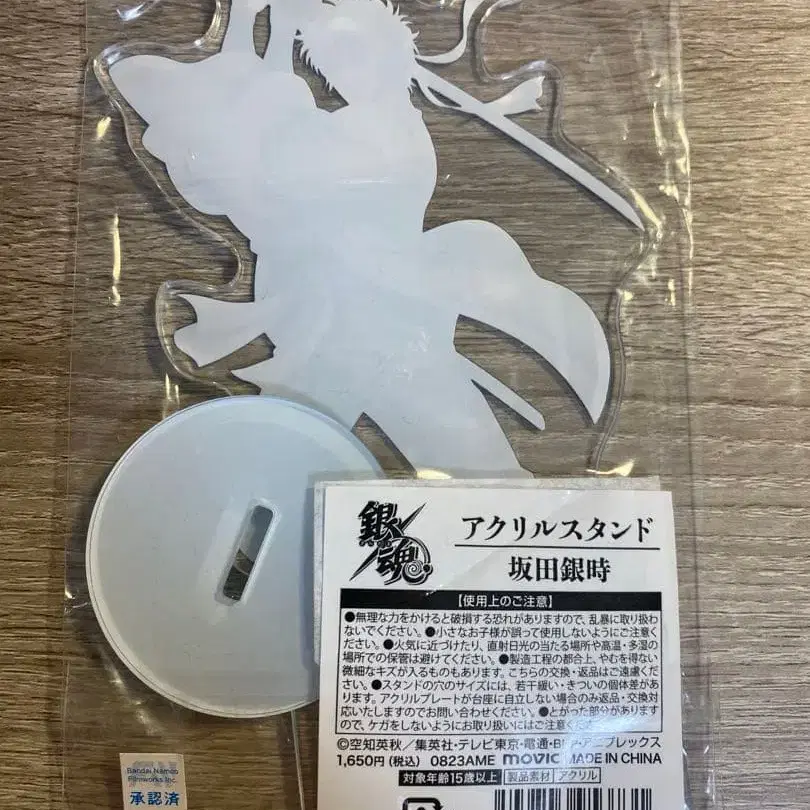 銀魂
アクリルスタンド
坂田銀時
【使用上のご注意】
●無理な力をかけると破損する恐れがありますので、乱暴に取り扱わ
ないでください。●小さなお子様が誤って使用しないようにご注意く
ださい。●火気に近づけたり、直射日光の当たる場所や高温・多湿の
場所での保管は避けてください。●製造工程の都合上、やむを得ない
微細なキズが入るものもあります。こちらの交換・返品はご遠慮くだ
さい。●スタンドの穴のサイズには、若干緩い・きついの個体差があ
ります。アクリルプレートが台座に自立しない場合のみ返品・交換対
応いたしますのでお問い合わせください。●とがった部分があります
ので、ケガをしないようにお取り扱いにはご注意くだ
©空知英秋/集英社・テレビ東京・電通・BNP・アニプレックス
1,650円(税込) 0823AME movic MADE IN CHINA
対象年齢15歳以上 製品素材 アクリル
Bandai Namco
Filmworks Inc.
承認済